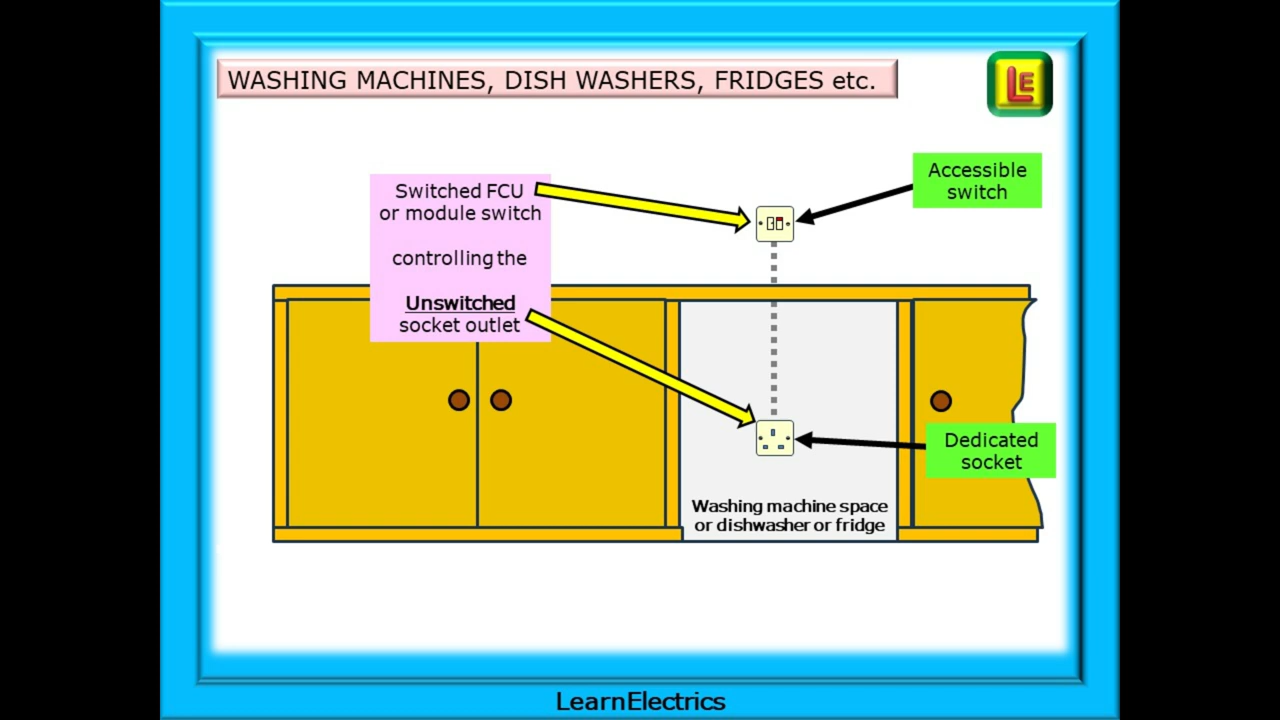 WASHING MACHINES, DISH WASHERS, FRIDGES etc.
LE
Accessible
switch
Switched FCU
or module switch
controlling the
Unswitched
socket outlet
Dedicated
socket
Washing machine space
or dishwasher or fridge
LearnElectrics